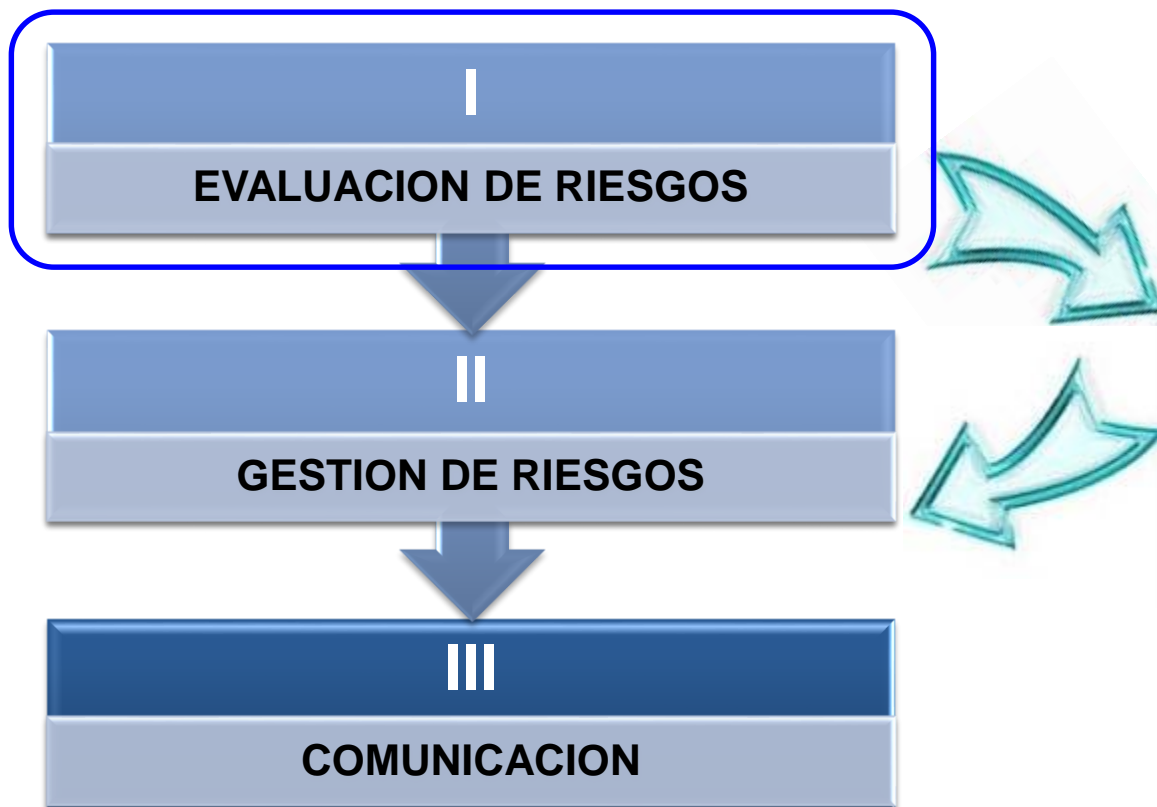 I
EVALUACION DE RIESGOS
II
GESTION DE RIESGOS
III
COMUNICACION